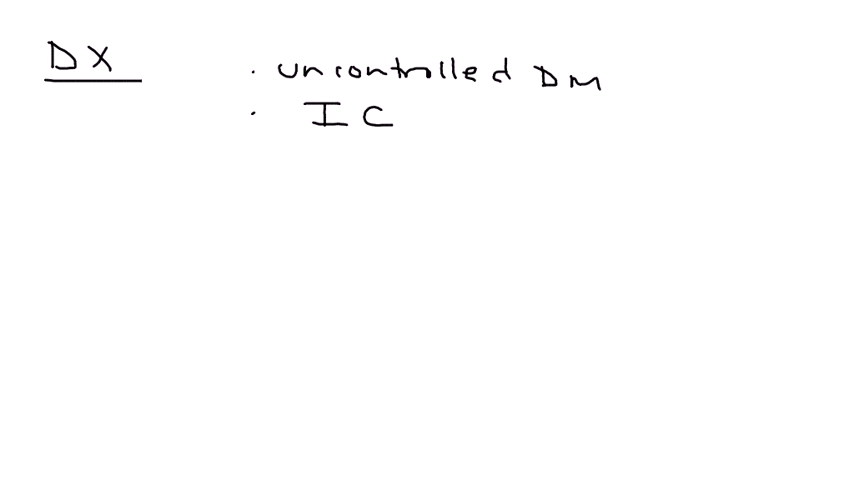 DX
· uncontrolled DM
· IC